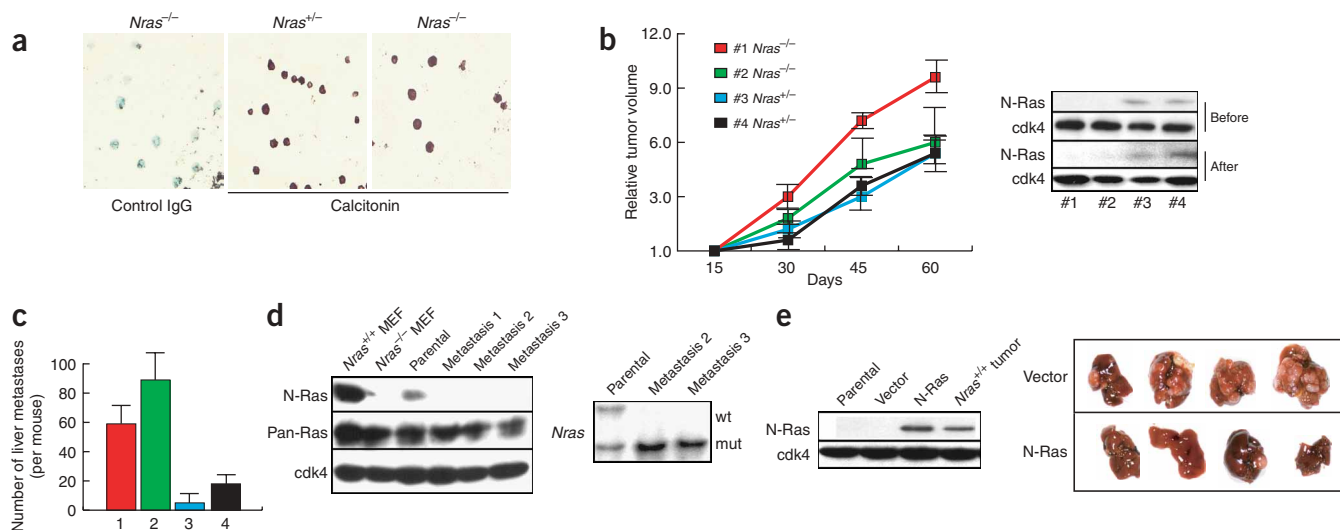 a
Nras−/−
Nras+/−
Nras−/−
Control IgG
Calcitonin
b
Relative tumor volume
12.0
9.0
6.0
3.0
1.0
#1 Nras−/−
#2 Nras−/−
#3 Nras+/−
#4 Nras+/−
15
30
45
60
Days
N-Ras
cdk4
Before
N-Ras
cdk4
After
#1 #2 #3 #4
c
Number of liver metastases
(per mouse)
100
80
60
40
20
0
1
2
3
4
d
Nras+/+ MEF
Nras−/− MEF
Parental
Metastasis 1
Metastasis 2
Metastasis 3
N-Ras
Pan-Ras
cdk4
Parental
Metastasis 2
Metastasis 3
Nras
wt
mut
e
Parental
Vector
N-Ras
Nras+/+ tumor
N-Ras
cdk4
Vector
N-Ras